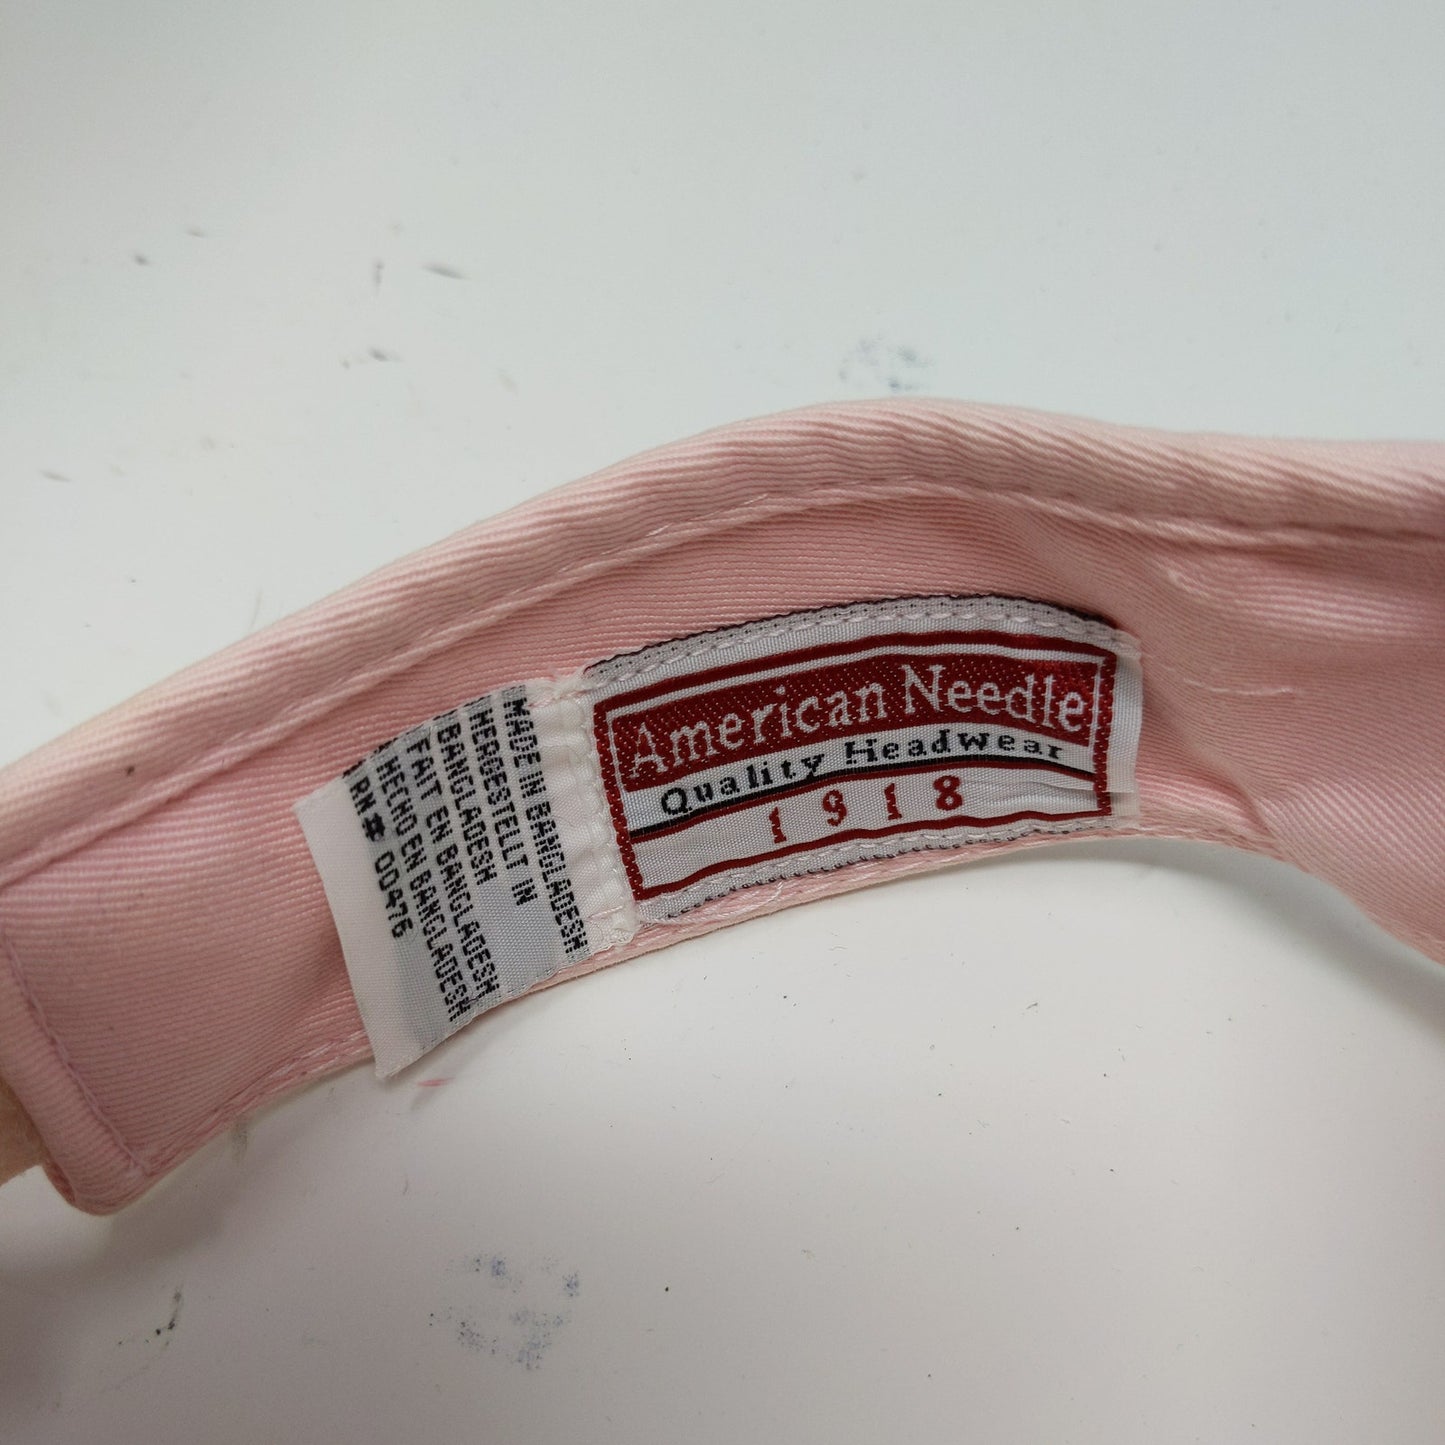 MADE IN BANGLADESH
HERGESTELLT IN
BANGLADESH
FAIT EN BANGLADESH
HECHO EN BANGLADESH
RN# 00476
American Needle
Quality Headwear
1918